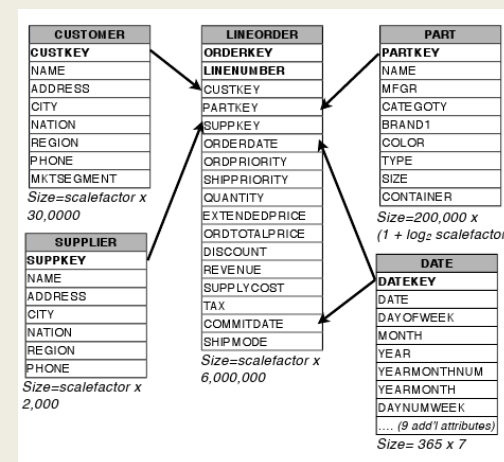 CUSTOMER
CUSTKEY
NAME
ADDRESS
CITY
NATION
REGION
PHONE
MKTSEGMENT
Size=scalefactor x
30,0000
SUPPLIER
SUPPKEY
NAME
ADDRESS
CITY
NATION
REGION
PHONE
Size=scalefactor x
2,000
LINEORDER
ORDERKEY
LINENUMBER
CUSTKEY
PARTKEY
SUPPKEY
ORDERDATE
ORDPRIORITY
SHIPPRIORITY
QUANTITY
EXTENDEDPRICE
ORDTOTALPRICE
DISCOUNT
REVENUE
SUPPLYCOST
TAX
COMMITDATE
SHIPMODE
Size=scalefactor x
6,000,000
PART
PARTKEY
NAME
MFGR
CATEGOTY
BRAND1
COLOR
TYPE
SIZE
CONTAINER
Size=200,000 x
(1 + log₂ scalefactor
DATE
DATEKEY
DATE
DAYOFWEEK
MONTH
YEAR
YEARMONTHNUM
YEARMONTH
DAYNUMWEEK
.... (9 add'l attributes)
Size= 365 x 7